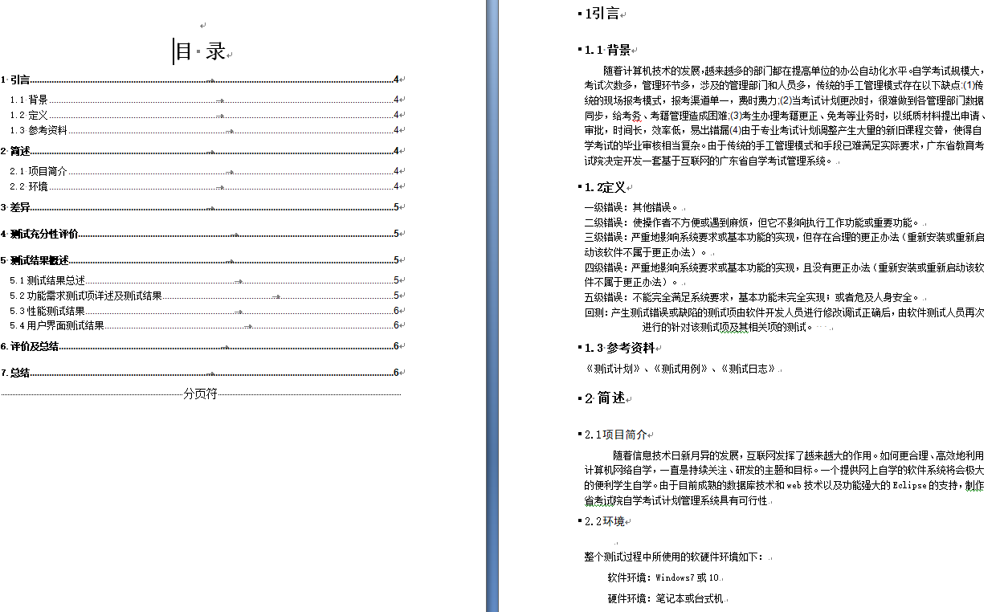 目 录
1 引言 4
1.1 背景 4
1.2 定义 4
1.3 参考资料 4
2 简述 4
2.1 项目简介 4
2.2 环境 4
3 差异 5
4 测试充分性评价 5
5 测试结果概述 5
5.1 测试结果总述 5
5.2 功能需求测试项详述及测试结果 5
5.3 性能测试结果 6
5.4 用户界面测试结果 6
6. 评价及总结 6
7. 总结 6
分页符
1引言
1.1 背景
随着计算机技术的发展,越来越多的部门都在提高单位的办公自动化水平。自学考试规模大，
考试次数多，管理环节多，涉及的管理部门和人员多，传统的手工管理模式存在以下缺点:(1)传
统的现场报考模式，报考渠道单一，费时费力;(2)当考试计划更改时，很难做到各管理部门数据
同步，给考务、考籍管理造成困难;(3)考生办理考籍更正、免考等业务时，以纸质材料提出申请、
审批，时间长，效率低，易出错漏(4)由于专业考试计划调整产生大量的新旧课程交替，使得自
学考试的毕业审核相当复杂。由于传统的手工管理模式和手段已难满足实际要求，广东省教育考
试院决定开发一套基于互联网的广东省自学考试管理系统。
1.2定义
一级错误：其他错误。
二级错误：使操作者不方便或遇到麻烦，但它不影响执行工作功能或重要功能。
三级错误：严重地影响系统要求或基本功能的实现，但存在合理的更正办法（重新安装或重新启
动该软件不属于更正办法）。
四级错误：严重地影响系统要求或基本功能的实现，且没有更正办法（重新安装或重新启动该软
件不属于更正办法）。
五级错误：不能完全满足系统要求，基本功能未完全实现；或者危及人身安全。
回测：产生测试错误或缺陷的测试项由软件开发人员进行修改调试正确后，由软件测试人员再次
进行的针对该测试项及其相关项的测试。
1.3 参考资料
《测试计划》、《测试用例》、《测试日志》
2 简述
2.1项目简介
随着信息技术日新月异的发展，互联网发挥了越来越大的作用。如何更合理、高效地利用
计算机网络自学，一直是持续关注、研发的主题和目标。一个提供网上自学的软件系统将会极大
的便利学生自学。由于目前成熟的数据库技术和 web 技术以及功能强大的 Eclipse 的支持，制作
省考试院自学考试计划管理系统具有可行性
2.2环境
整个测试过程中所使用的软硬件环境如下：
软件环境：Windows7 或 10
硬件环境：笔记本或台式机